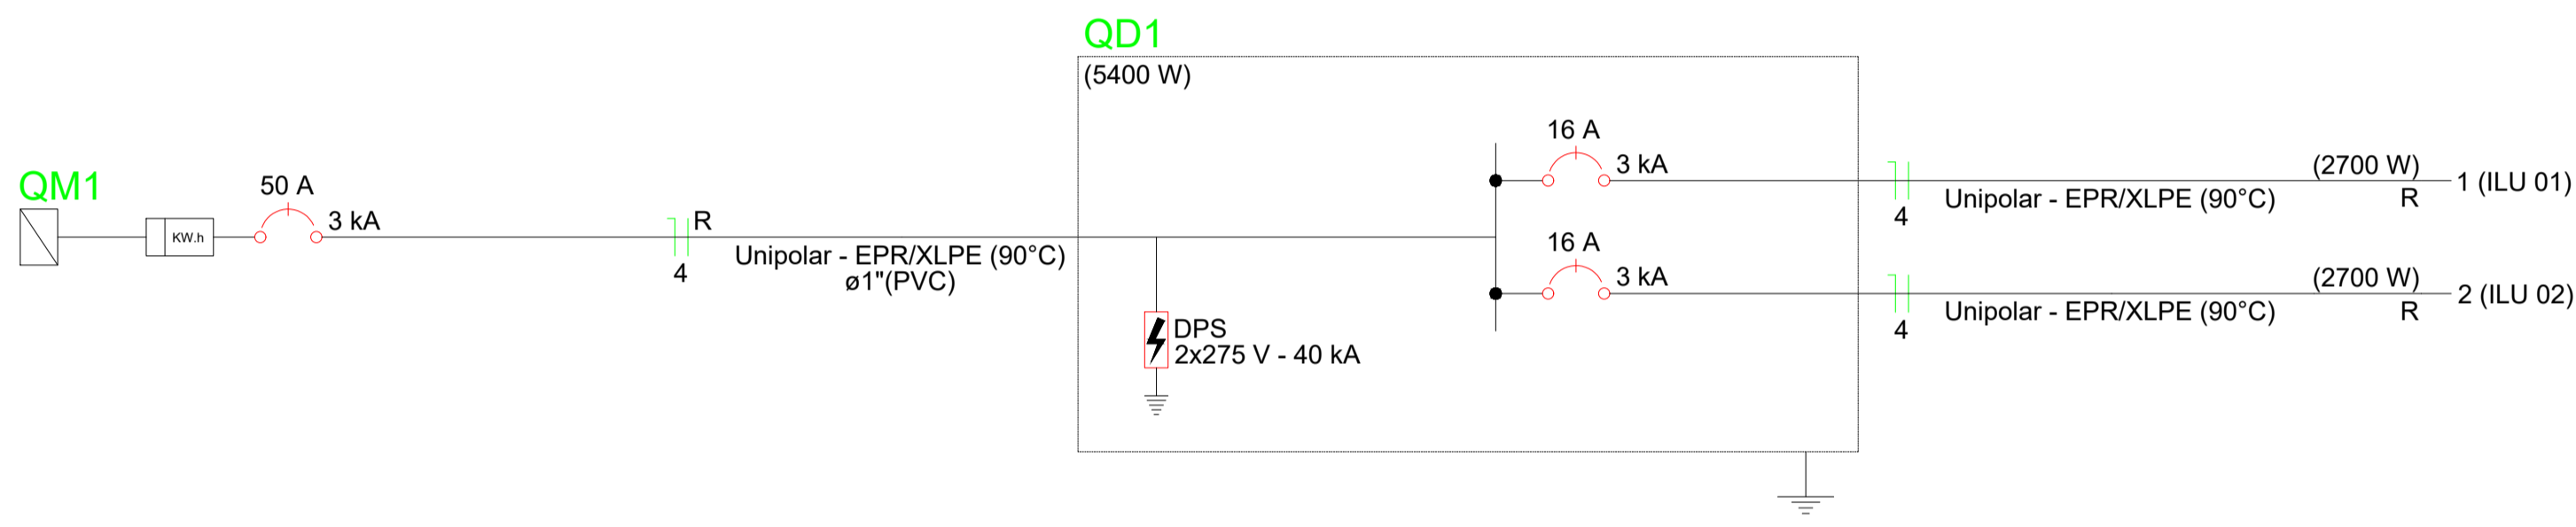 QD1
(5400 W)
QM1
KW.h
50 A
3 kA
R
4
Unipolar - EPR/XLPE (90°C)
ø1"(PVC)
DPS
2x275 V - 40 kA
16 A
3 kA
4
Unipolar - EPR/XLPE (90°C)
(2700 W)
R
1 (ILU 01)
16 A
3 kA
4
Unipolar - EPR/XLPE (90°C)
(2700 W)
R
2 (ILU 02)